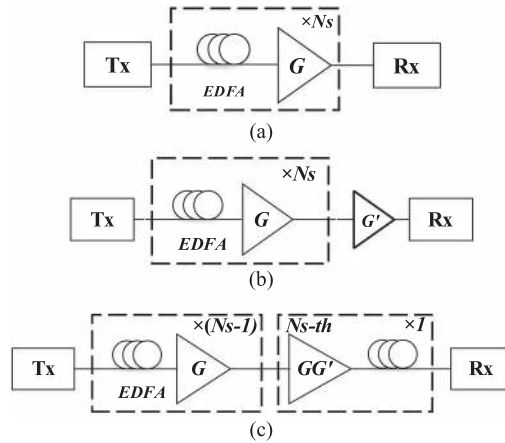 ×Ns
Tx
G
Rx
EDFA
(a)
×Ns
Tx
G
G'
Rx
EDFA
(b)
×(Ns-1)
Ns-th
×1
Tx
G
GG'
Rx
EDFA
(c)